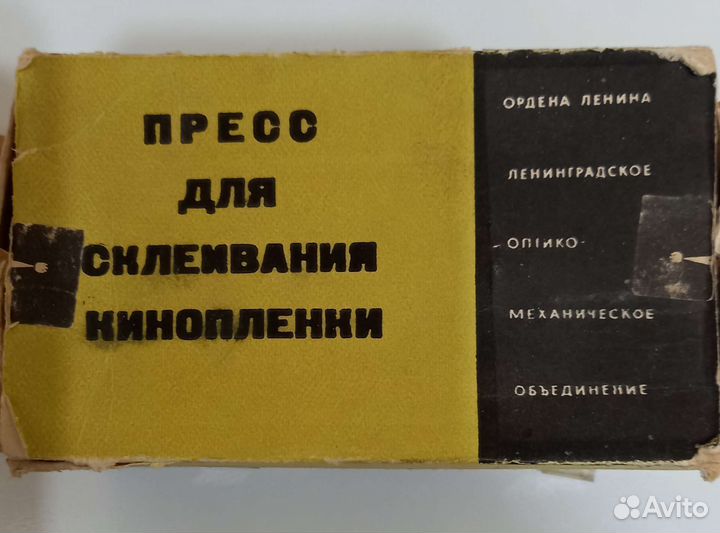 ПРЕСС
ДЛЯ
СКЛЕИВАНИЯ
КИНОПЛЕНКИ
ОРДЕНА ЛЕНИНА
ЛЕНИНГРАДСКОЕ
ОПТИКО
МЕХАНИЧЕСКОЕ
ОБЪЕДИНЕНИЕ
Avito